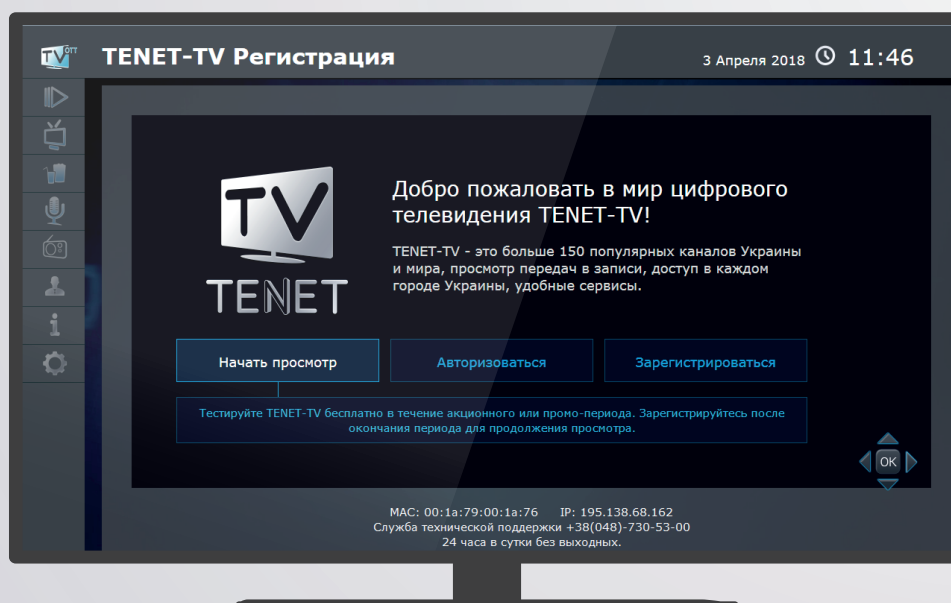 TV OTT
TENET-TV Регистрация
3 Апреля 2018 11:46
TV
TENET
Добро пожаловать в мир цифрового
телевидения TENET-TV!
TENET-TV - это больше 150 популярных каналов Украины
и мира, просмотр передач в записи, доступ в каждом
городе Украины, удобные сервисы.
Начать просмотр
Авторизоваться
Зарегистрироваться
Тестируйте TENET-TV бесплатно в течение акционного или промо-периода. Зарегистрируйтесь после
окончания периода для продолжения просмотра.
OK
MAC: 00:1a:79:00:1a:76 IP: 195.138.68.162
Служба технической поддержки +38(048)-730-53-00
24 часа в сутки без выходных.